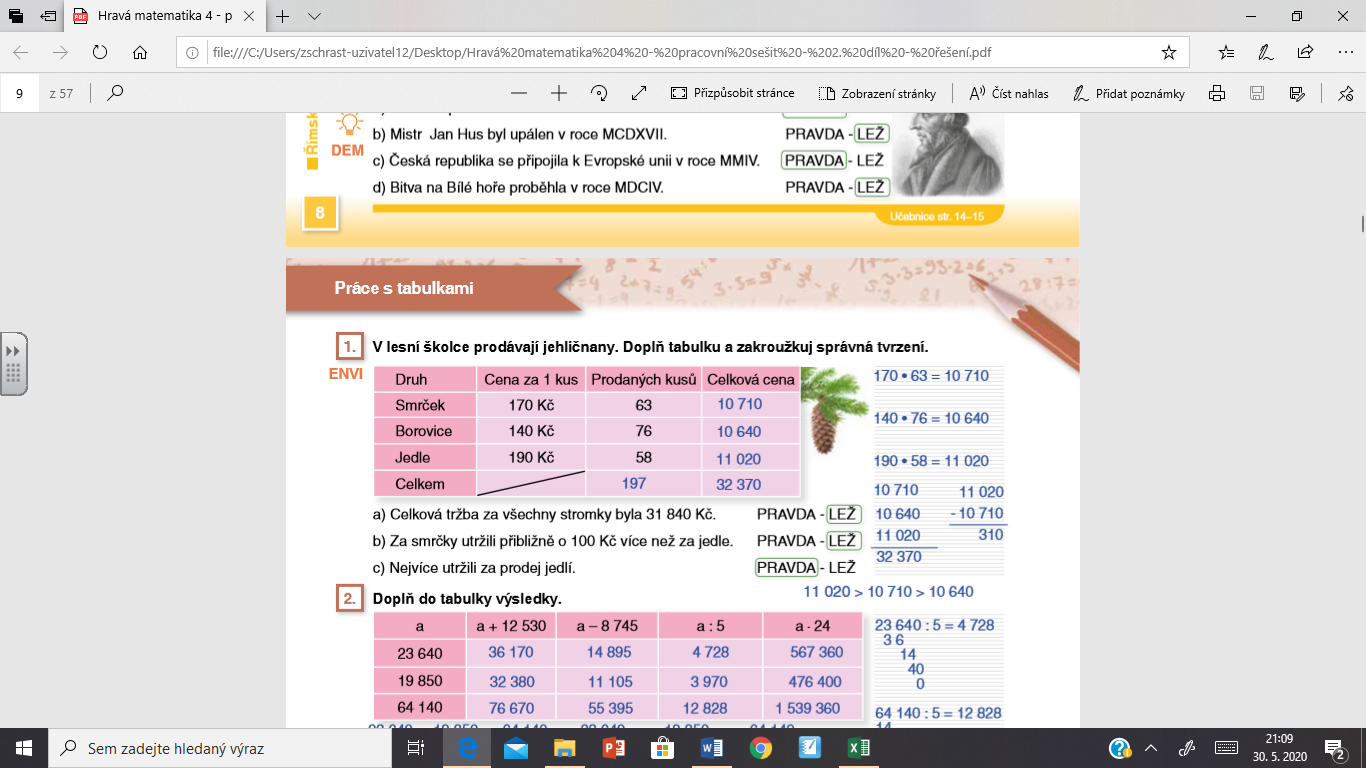 Hravá matematika 4 - p
file:///C:/Users/zschrast-uzivatel12/Desktop/Hravá%20matematika%204%20-%20pracovní%20sešit%20-%202.%20díl%20-%20řešení.pdf
9 z 57 Přizpůsobit stránce Zobrazení stránky Číst nahlas Přidat poznámky
Římsk
DEM
b) Mistr Jan Hus byl upálen v roce MCDXVII. PRAVDA - LEŽ
c) Česká republika se připojila k Evropské unii v roce MMIV. PRAVDA - LEŽ
d) Bitva na Bílé hoře proběhla v roce MDCIV. PRAVDA - LEŽ
8
Učebnice str. 14–15
Práce s tabulkami
1. V lesní školce prodávají jehličnany. Doplň tabulku a zakroužkuj správná tvrzení.
ENVI
Druh Cena za 1 kus Prodaných kusů Celková cena
Smrček 170 Kč 63 10 710
Borovice 140 Kč 76 10 640
Jedle 190 Kč 58 11 020
Celkem 197 32 370
170 • 63 = 10 710
140 • 76 = 10 640
190 • 58 = 11 020
10 710 11 020
10 640 - 10 710
11 020 310
32 370
a) Celková tržba za všechny stromky byla 31 840 Kč. PRAVDA - LEŽ
b) Za smrčky utržili přibližně o 100 Kč více než za jedle. PRAVDA - LEŽ
c) Nejvíce utržili za prodej jedlí. PRAVDA - LEŽ
11 020 > 10 710 > 10 640
2. Doplň do tabulky výsledky.
a a + 12 530 a – 8 745 a : 5 a · 24
23 640 36 170 14 895 4 728 567 360
19 850 32 380 11 105 3 970 476 400
64 140 76 670 55 395 12 828 1 539 360
23 640 : 5 = 4 728
3 6
14
40
0
64 140 : 5 = 12 828
Sem zadejte hledaný výraz
21:09
30. 5. 2020
2